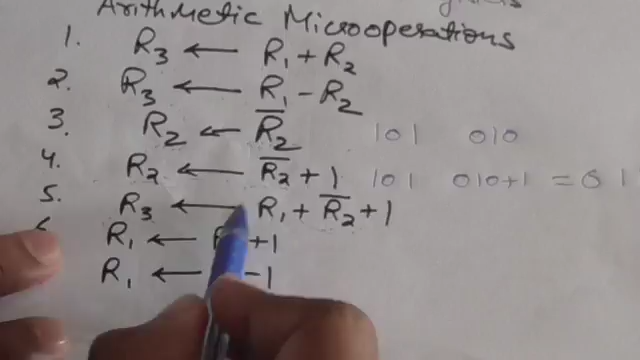 Arithmetic Microoperations
1. R₃ ← R₁ + R₂
2. R₃ ← R₁ - R₂
3. R₂ ← R̅₂ 101 010
4. R₂ ← R̅₂ + 1 101 010+1 = 0 1
5. R₃ ← R₁ + R̅₂ + 1
R₁ ← +1
R₁ ← -1